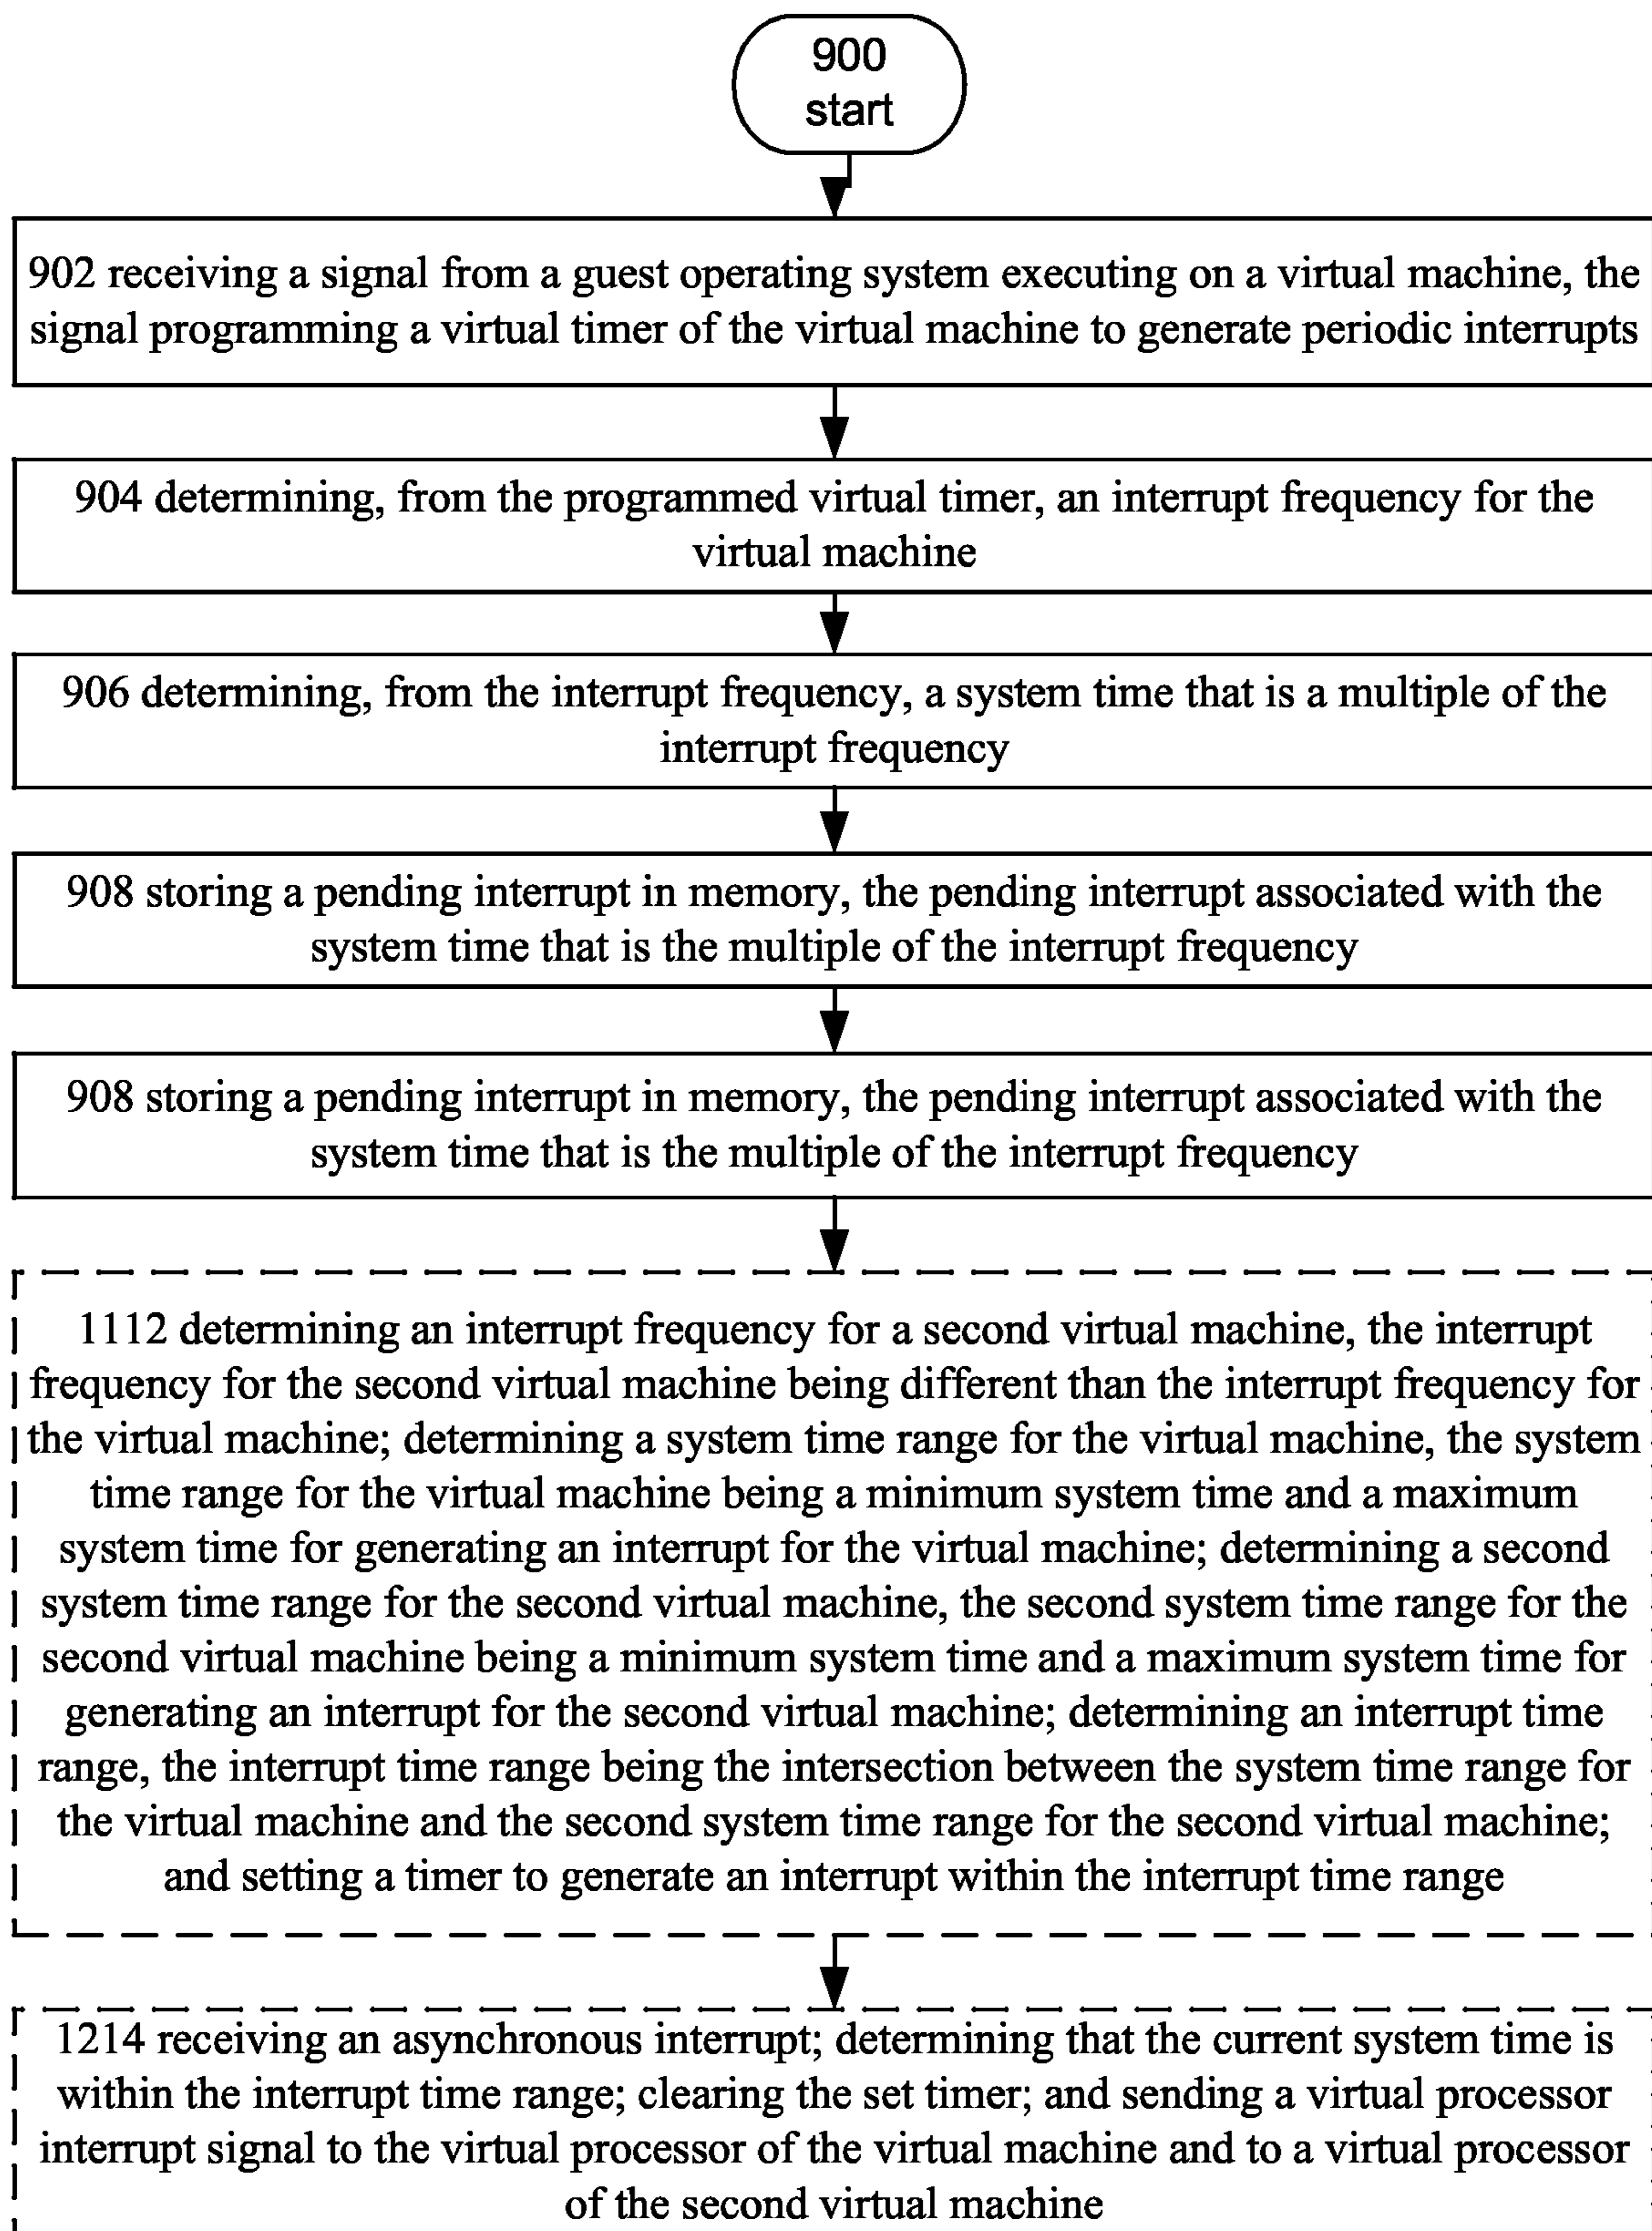 900
start
902 receiving a signal from a guest operating system executing on a virtual machine, the
signal programming a virtual timer of the virtual machine to generate periodic interrupts
904 determining, from the programmed virtual timer, an interrupt frequency for the
virtual machine
906 determining, from the interrupt frequency, a system time that is a multiple of the
interrupt frequency
908 storing a pending interrupt in memory, the pending interrupt associated with the
system time that is the multiple of the interrupt frequency
908 storing a pending interrupt in memory, the pending interrupt associated with the
system time that is the multiple of the interrupt frequency
1112 determining an interrupt frequency for a second virtual machine, the interrupt
frequency for the second virtual machine being different than the interrupt frequency for
the virtual machine; determining a system time range for the virtual machine, the system
time range for the virtual machine being a minimum system time and a maximum
system time for generating an interrupt for the virtual machine; determining a second
system time range for the second virtual machine, the second system time range for the
second virtual machine being a minimum system time and a maximum system time for
generating an interrupt for the second virtual machine; determining an interrupt time
range, the interrupt time range being the intersection between the system time range for
the virtual machine and the second system time range for the second virtual machine;
and setting a timer to generate an interrupt within the interrupt time range
1214 receiving an asynchronous interrupt; determining that the current system time is
within the interrupt time range; clearing the set timer; and sending a virtual processor
interrupt signal to the virtual processor of the virtual machine and to a virtual processor
of the second virtual machine